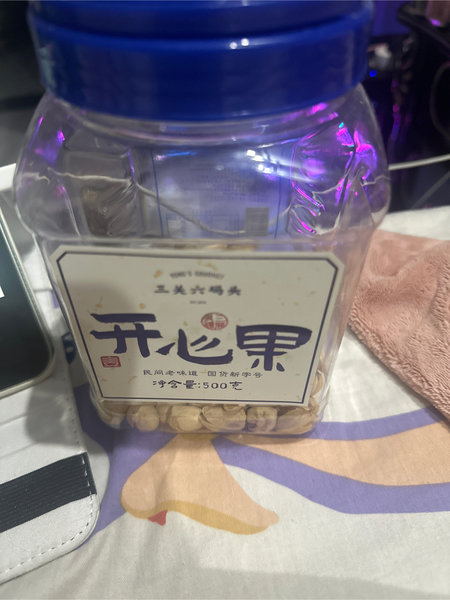 三关六码头
开心果
民间老味道 国货新字号
净含量:500克